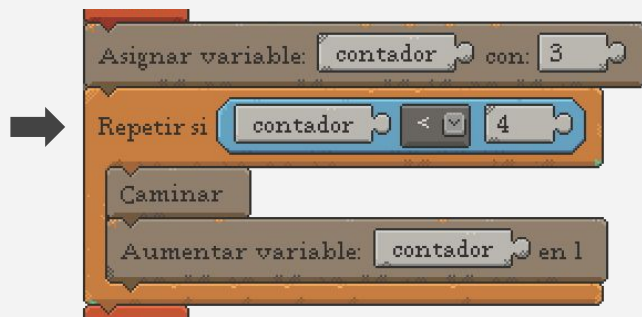 Asignar variable: contador con: 3
Repetir si contador < 4
Caminar
Aumentar variable: contador en 1